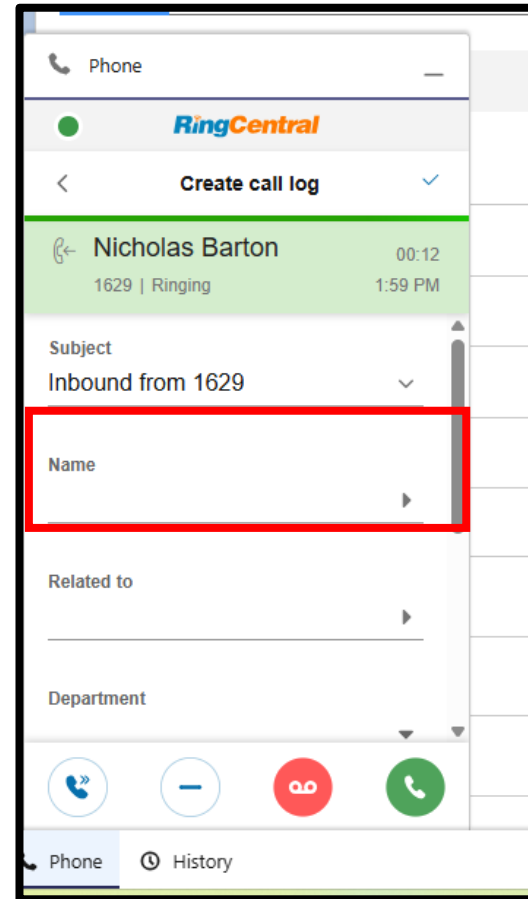 Phone
RingCentral
Create call log
Nicholas Barton 00:12
1629 | Ringing 1:59 PM
Subject
Inbound from 1629
Name
Related to
Department
Phone History